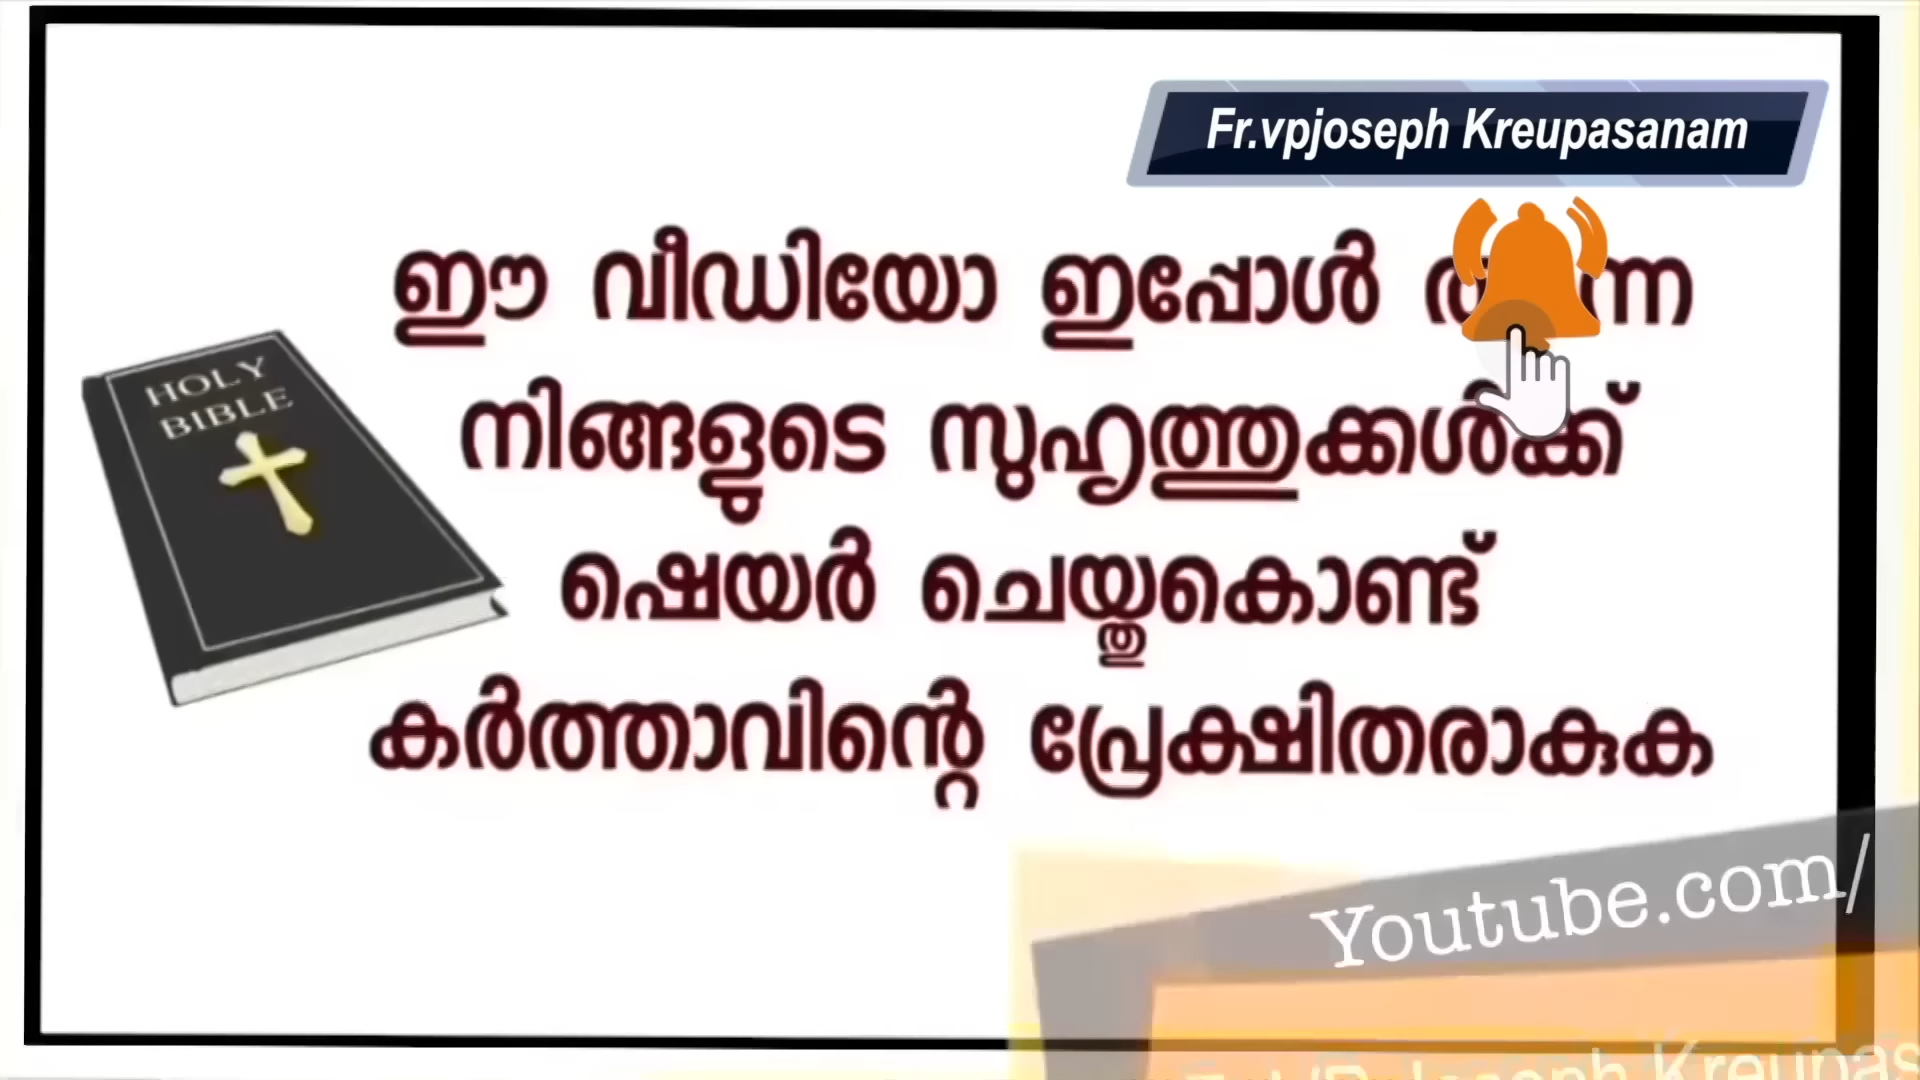 Fr.vpjoseph Kreupasanam
ഈ വീഡിയോ ഇപ്പോൾ
നിങ്ങളുടെ സുഹൃത്തുക്കൾക്ക്
ഷെയർ ചെയ്തുകൊണ്ട്
കർത്താവിന്റെ പ്രേക്ഷിതരാകുക
HOLY
BIBLE
Youtube.com/